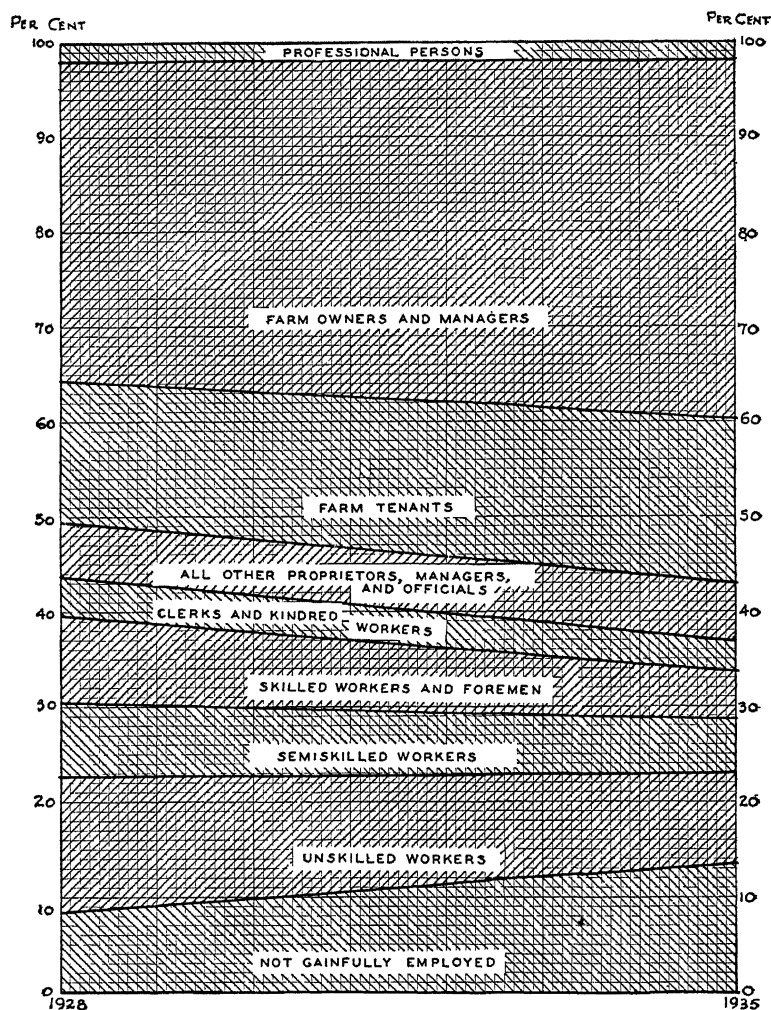 PER CENT PER CENT
100 PROFESSIONAL PERSONS 100
90 90
80 80
FARM OWNERS AND MANAGERS
70 70
60 60
FARM TENANTS
50 50
ALL OTHER PROPRIETORS, MANAGERS,
AND OFFICIALS
40 CLERKS AND KINDRED 40
WORKERS
SKILLED WORKERS AND FOREMEN
30 30
SEMISKILLED WORKERS
20 20
UNSKILLED WORKERS
10 10
NOT GAINFULLY EMPLOYED
0 0
1928 1935